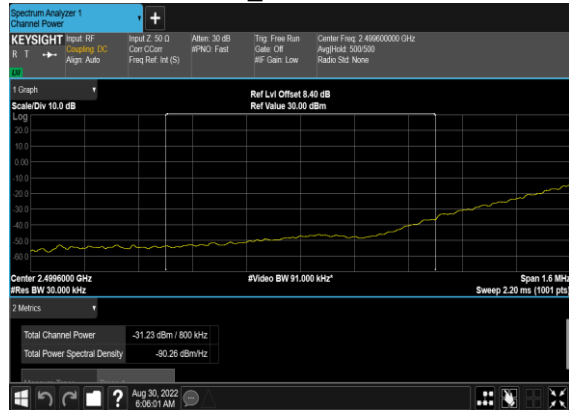 Spectrum Analyzer 1
Channel Power
+
KEYSIGHT
R T
Input: RF
Coupling: DC
Align: Auto
Input Z: 50 Ω
Corr CCorr
Freq Ref: Int (S)
Atten: 30 dB
#PNO: Fast
Trig: Free Run
Gate: Off
#IF Gain: Low
Center Freq: 2.499600000 GHz
Avg|Hold: 500/500
Radio Std: None
1 Graph
Scale/Div 10.0 dB
Ref Lvl Offset 8.40 dB
Ref Value 30.00 dBm
Log
20.0
10.0
0.00
-10.0
-20.0
-30.0
-40.0
-50.0
-60.0
Center 2.4996000 GHz
#Video BW 91.000 kHz*
Span 1.6 MHz
#Res BW 30.000 kHz
Sweep 2.20 ms (1001 pts)
2 Metrics
Total Channel Power -31.23 dBm / 800 kHz
Total Power Spectral Density -90.26 dBm/Hz
?
Aug 30, 2022
6:06:01 AM